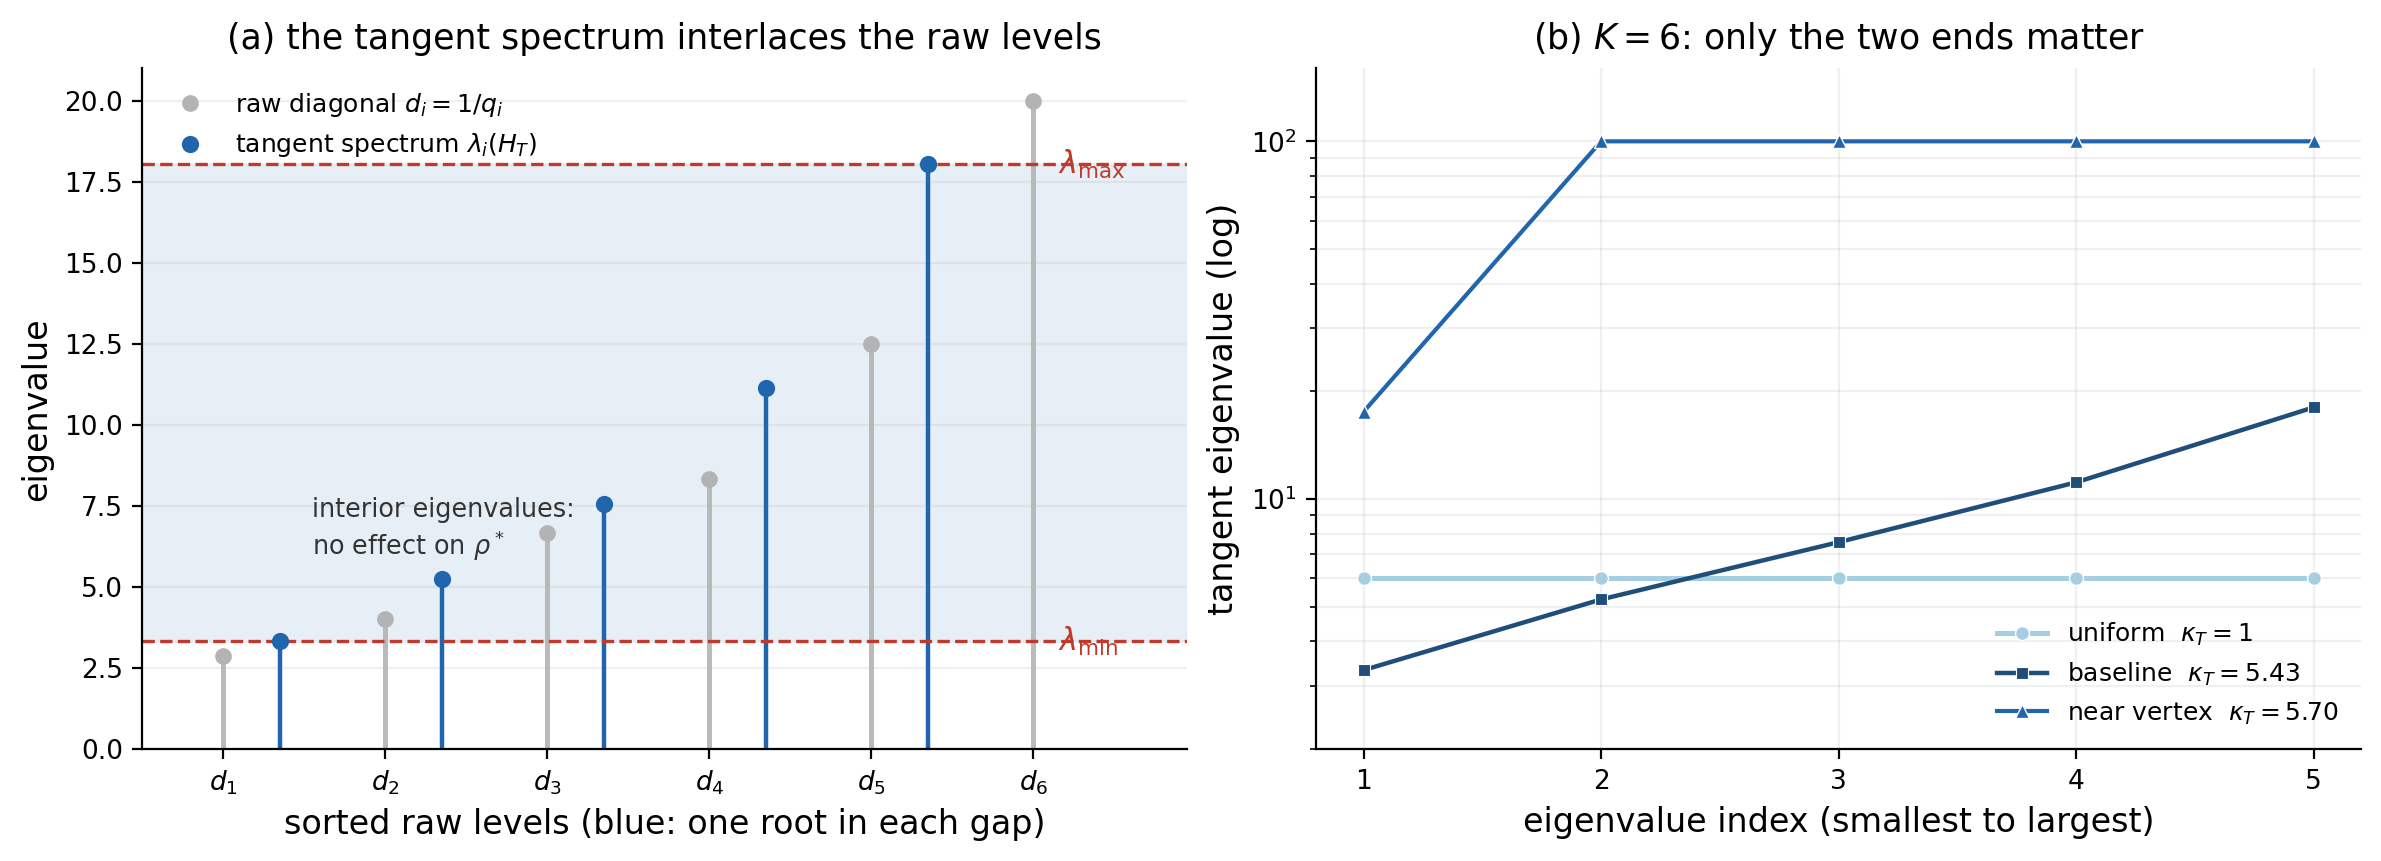 (a) the tangent spectrum interlaces the raw levels
raw diagonal d_i = 1/q_i
tangent spectrum λ_i(H_T)
λ_max
interior eigenvalues:
no effect on ρ*
λ_min
eigenvalue
20.0
17.5
15.0
12.5
10.0
7.5
5.0
2.5
0.0
d_1 d_2 d_3 d_4 d_5 d_6
sorted raw levels (blue: one root in each gap)
(b) K = 6: only the two ends matter
tangent eigenvalue (log)
10^2
10^1
uniform κ_T = 1
baseline κ_T = 5.43
near vertex κ_T = 5.70
1 2 3 4 5
eigenvalue index (smallest to largest)